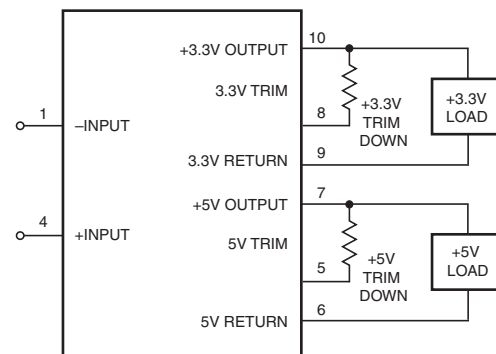 +3.3V OUTPUT
10
3.3V TRIM
8
+3.3V
TRIM
DOWN
+3.3V
LOAD
1
–INPUT
3.3V RETURN
9
+5V OUTPUT
7
4
+INPUT
5V TRIM
5
+5V
TRIM
DOWN
+5V
LOAD
5V RETURN
6